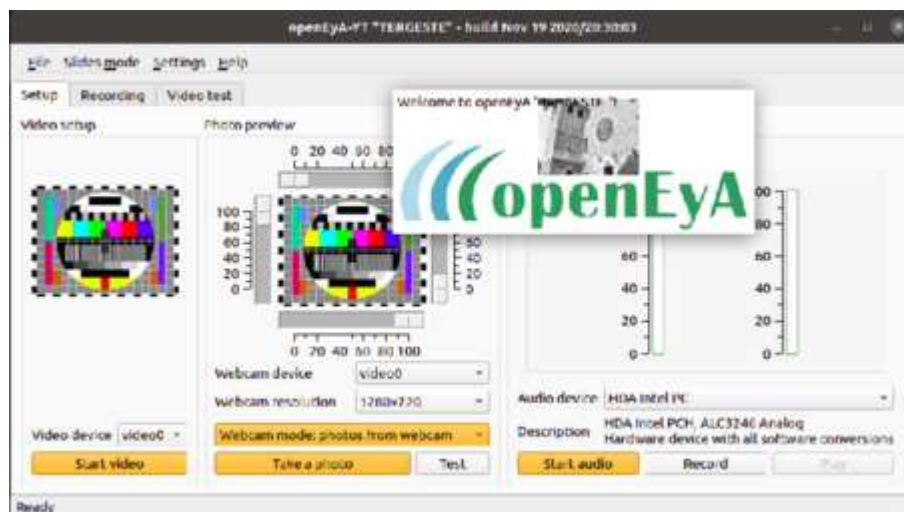 openEyA-YT "TERGESTE" - build Nov 19 2020/20:30:03
File Slides mode Settings Help
Setup Recording Video test
Welcome to openEyA
openEyA
Video setup
Photo preview
0 20 40 60 80
100
80
60
40
20
0
60
40
20
0
0 20 40 60 80 100
100
80
60
40
20
0
80
60
40
20
0
Webcam device video0
Webcam resolution 1280x720
Webcam mode: photos from webcam
Take a photo Test
Video device video0
Start video
Audio device HDA Intel PC
Description HDA Intel PCH, ALC3246 Analog
Hardware device with all software conversions
Start audio Record Play
Ready